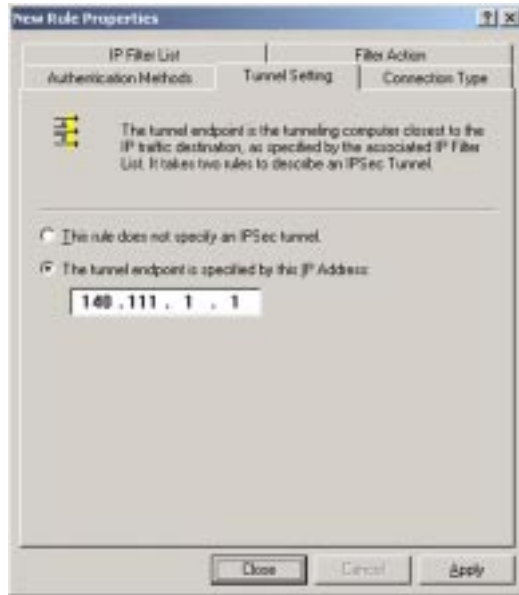 New Rule Properties
IP Filter List
Filter Action
Authentication Methods
Tunnel Setting
Connection Type
The tunnel endpoint is the tunneling computer closest to the
IP traffic destination, as specified by the associated IP Filter
List. It takes two rules to describe an IPSec Tunnel.
This rule does not specify an IPSec tunnel.
The tunnel endpoint is specified by this IP Address:
140 . 111 . 1 . 1
Close
Cancel
Apply